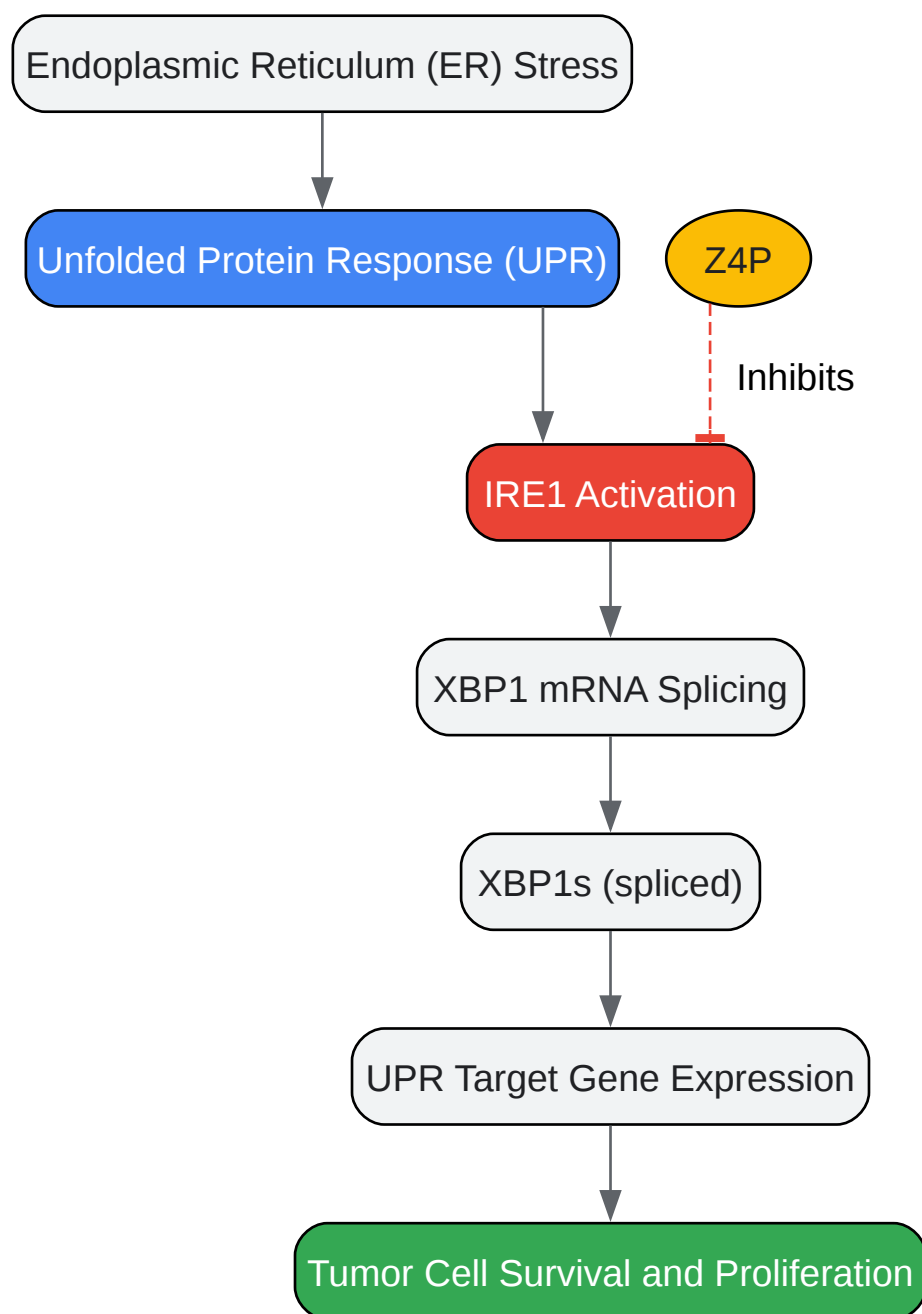 Endoplasmic Reticulum (ER) Stress
Unfolded Protein Response (UPR)
Z4P
Inhibits
IRE1 Activation
XBP1 mRNA Splicing
XBP1s (spliced)
UPR Target Gene Expression
Tumor Cell Survival and Proliferation